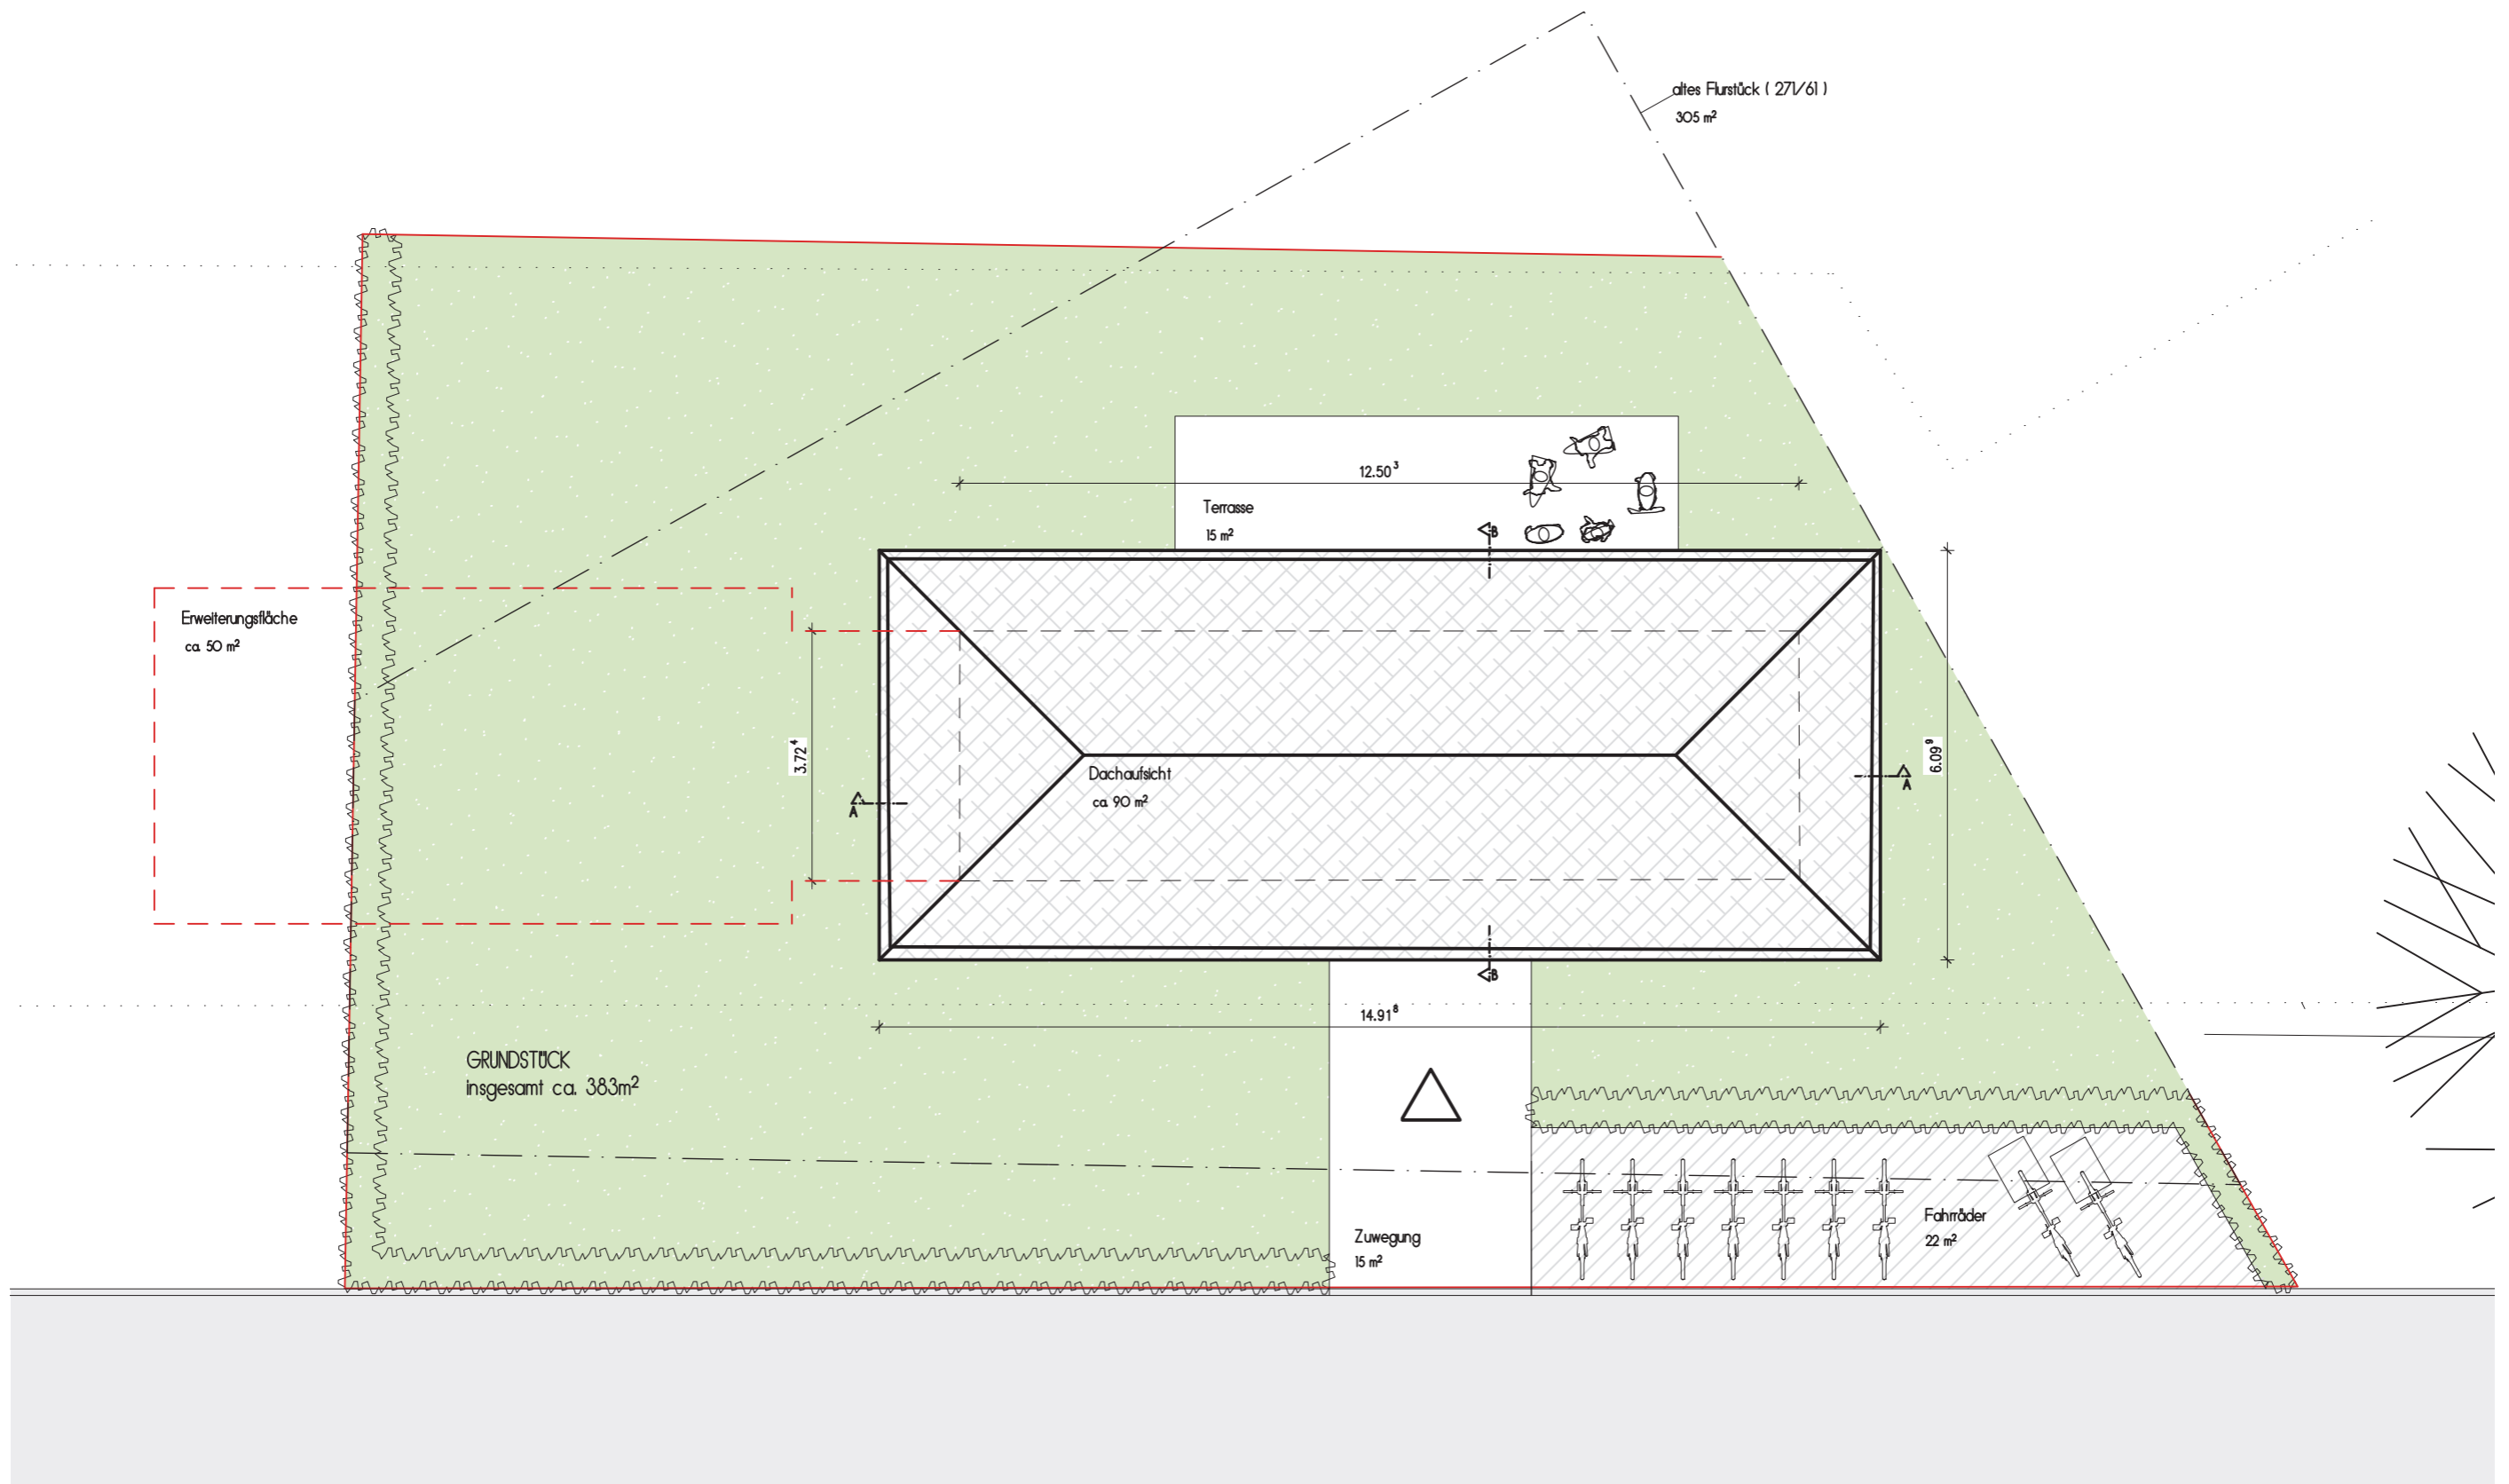 altes Flurstück ( 271/61 )
305 m²
12.50³
Terrasse
15 m²
B
Erweiterungsfläche
ca. 50 m²
3.72⁴
6.09⁹
Dachaufsicht
ca. 90 m²
A
A
B
14.91⁸
GRUNDSTÜCK
insgesamt ca. 383m²
Fahrräder
22 m²
Zuwegung
15 m²